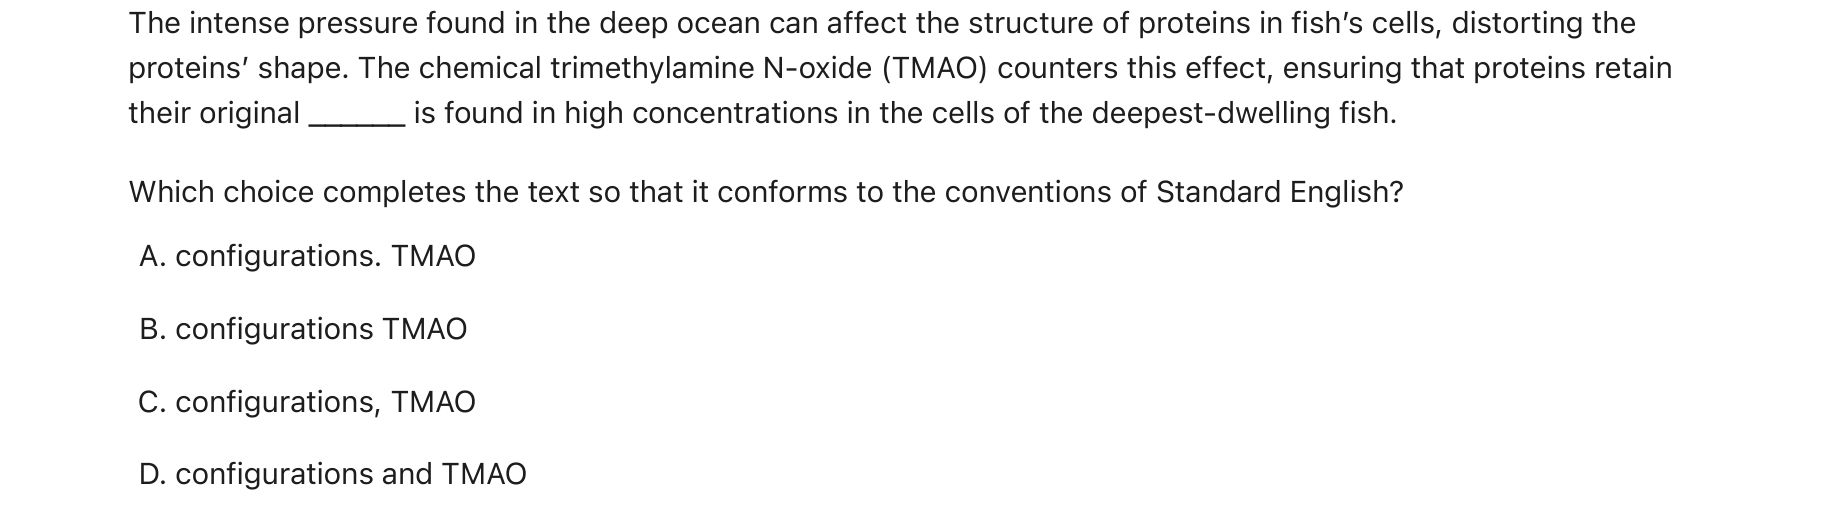 The intense pressure found in the deep ocean can affect the structure of proteins in fish’s cells, distorting the
proteins’ shape. The chemical trimethylamine N-oxide (TMAO) counters this effect, ensuring that proteins retain
their original ______ is found in high concentrations in the cells of the deepest-dwelling fish.
Which choice completes the text so that it conforms to the conventions of Standard English?
A. configurations. TMAO
B. configurations TMAO
C. configurations, TMAO
D. configurations and TMAO